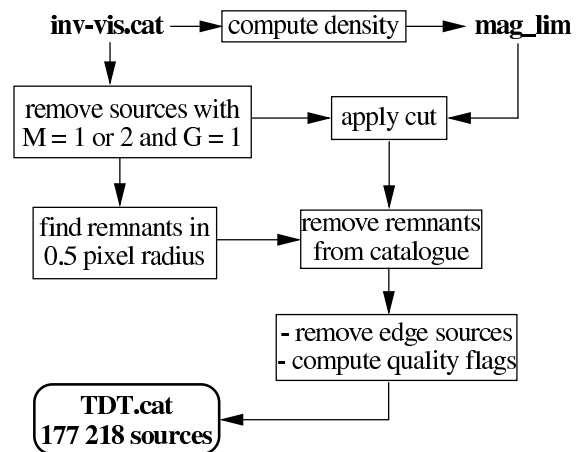 inv-vis.cat
compute density
mag_lim
remove sources with
M = 1 or 2 and G = 1
apply cut
find remnants in
0.5 pixel radius
remove remnants
from catalogue
- remove edge sources
- compute quality flags
TDT.cat
177 218 sources